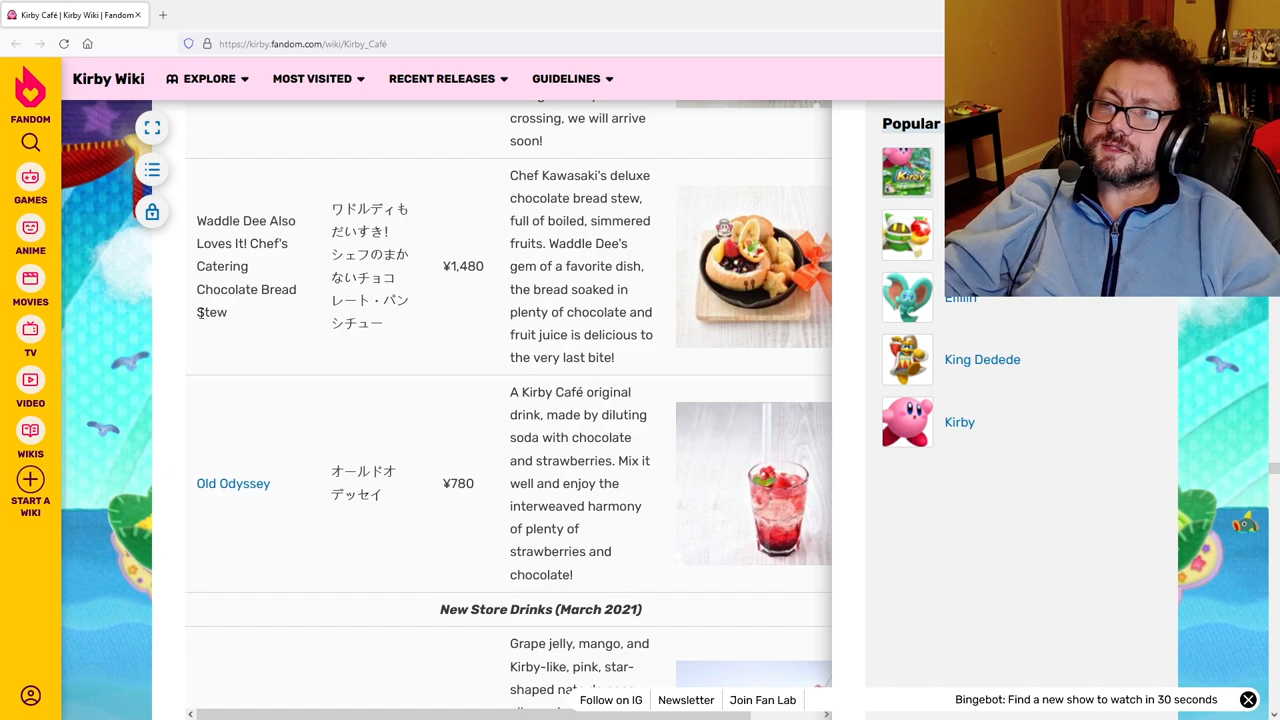 Kirby Café | Kirby Wiki | Fandom
https://kirby.fandom.com/wiki/Kirby_Café
FANDOM
GAMES
ANIME
MOVIES
TV
VIDEO
WIKIS
START A
WIKI
Kirby Wiki
EXPLORE
MOST VISITED
RECENT RELEASES
GUIDELINES
crossing, we will arrive
soon!
Waddle Dee Also
Loves It! Chef's
Catering
Chocolate Bread
Stew
ワドルディも
だいすき!
シェフのまか
ないチョコ
レート・パン
シチュー
¥1,480
Chef Kawasaki's deluxe
chocolate bread stew,
full of boiled, simmered
fruits. Waddle Dee's
gem of a favorite dish,
the bread soaked in
plenty of chocolate and
fruit juice is delicious to
the very last bite!
Old Odyssey
オールドオ
デッセイ
¥780
A Kirby Café original
drink, made by diluting
soda with chocolate
and strawberries. Mix it
well and enjoy the
interweaved harmony
of plenty of
strawberries and
chocolate!
New Store Drinks (March 2021)
Grape jelly, mango, and
Kirby-like, pink, star-
shaped
Popular
King Dedede
Kirby
Follow on IG
Newsletter
Join Fan Lab
Bingebot: Find a new show to watch in 30 seconds